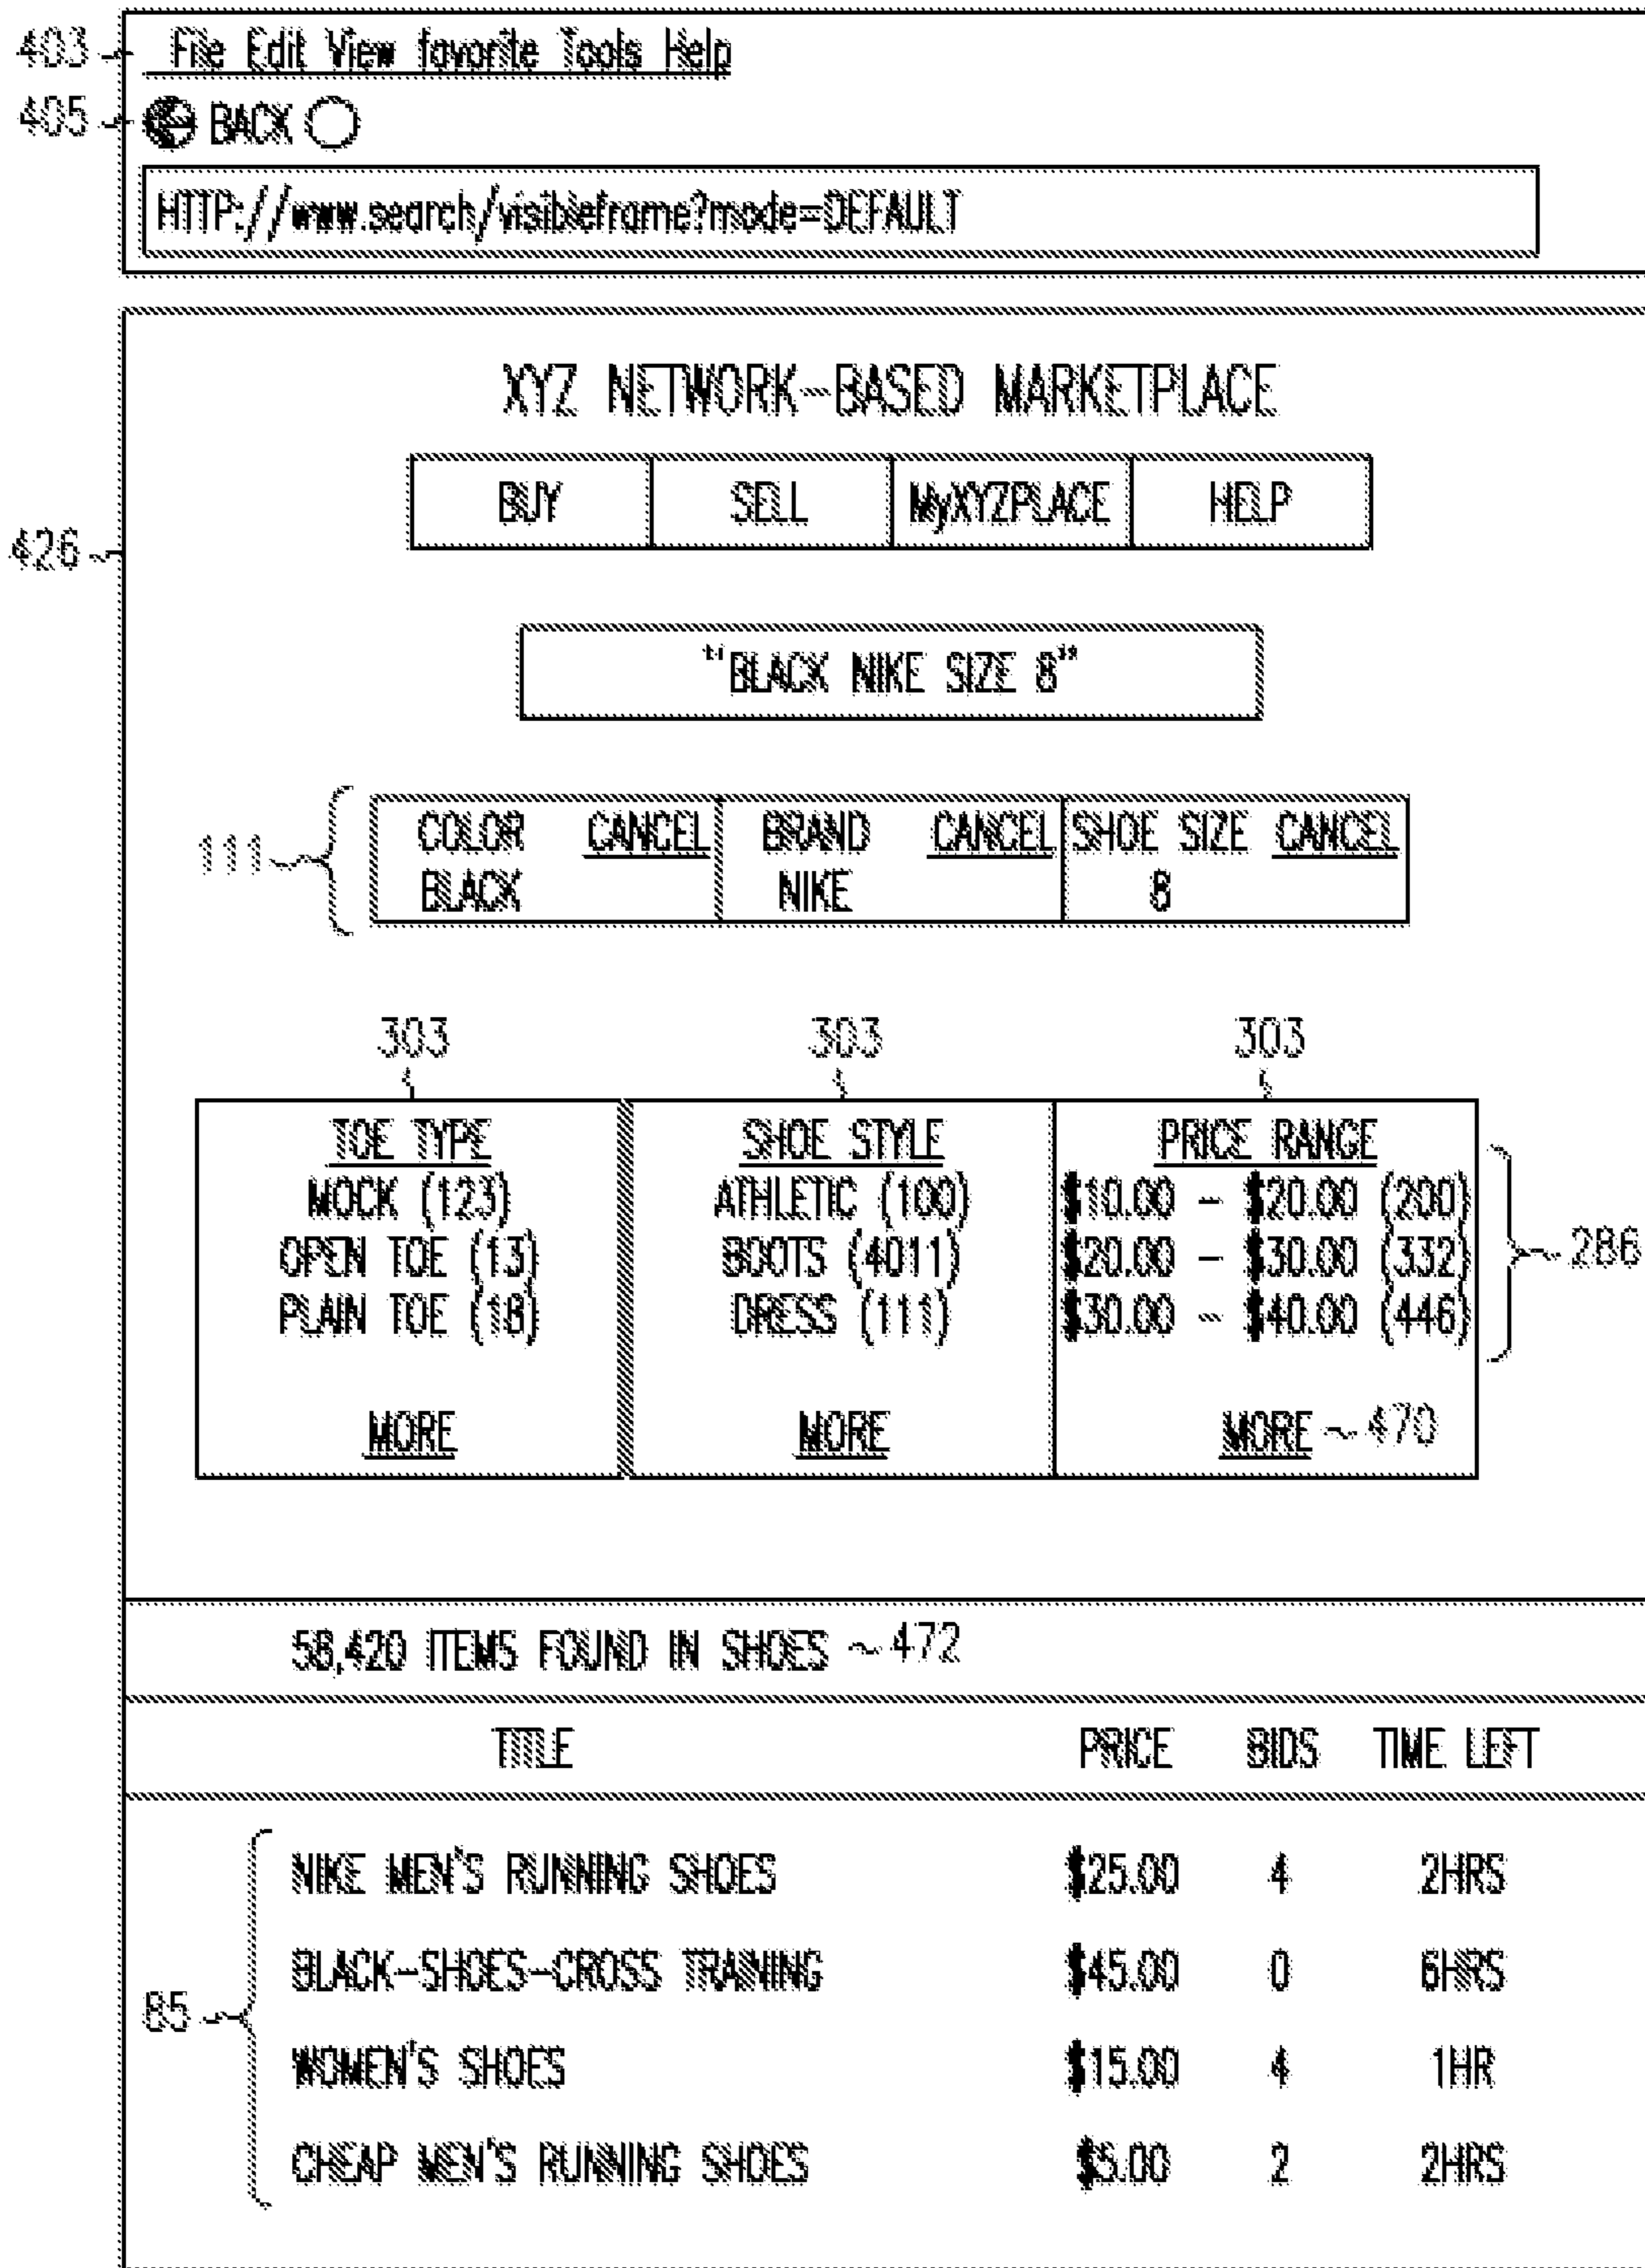 403 File Edit View favorite Tools Help
405 BACK
HTTP://www.search/visibleframe?mode=DEFAULT
XYZ NETWORK-BASED MARKETPLACE
BUY SELL MyXYZPLACE HELP
426
"BLACK NIKE SIZE 8"
COLOR CANCEL BRAND CANCEL SHOE SIZE CANCEL
111
BLACK NIKE 8
303 303 303
TOE TYPE SHOE STYLE PRICE RANGE
MOCK (123) ATHLETIC (100) $10.00 - $20.00 (200)
OPEN TOE (13) BOOTS (4011) $20.00 - $30.00 (332) 286
PLAIN TOE (18) DRESS (111) $30.00 - $40.00 (446)
MORE MORE MORE 470
58,420 ITEMS FOUND IN SHOES 472
TITLE PRICE BIDS TIME LEFT
NIKE MEN'S RUNNING SHOES $25.00 4 2HRS
BLACK-SHOES-CROSS TRAINING $45.00 0 6HRS
85
WOMEN'S SHOES $15.00 4 1HR
CHEAP MEN'S RUNNING SHOES $5.00 2 2HRS